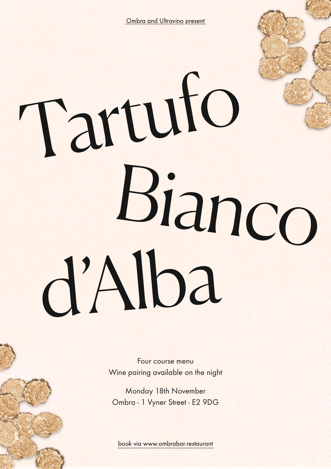 Ombra and Ultravino present
Tartufo
Bianco
d'Alba
Four course menu
Wine pairing available on the night
Monday 18th November
Ombra - 1 Vyner Street - E2 9DG
book via www.ombrabar.restaurant